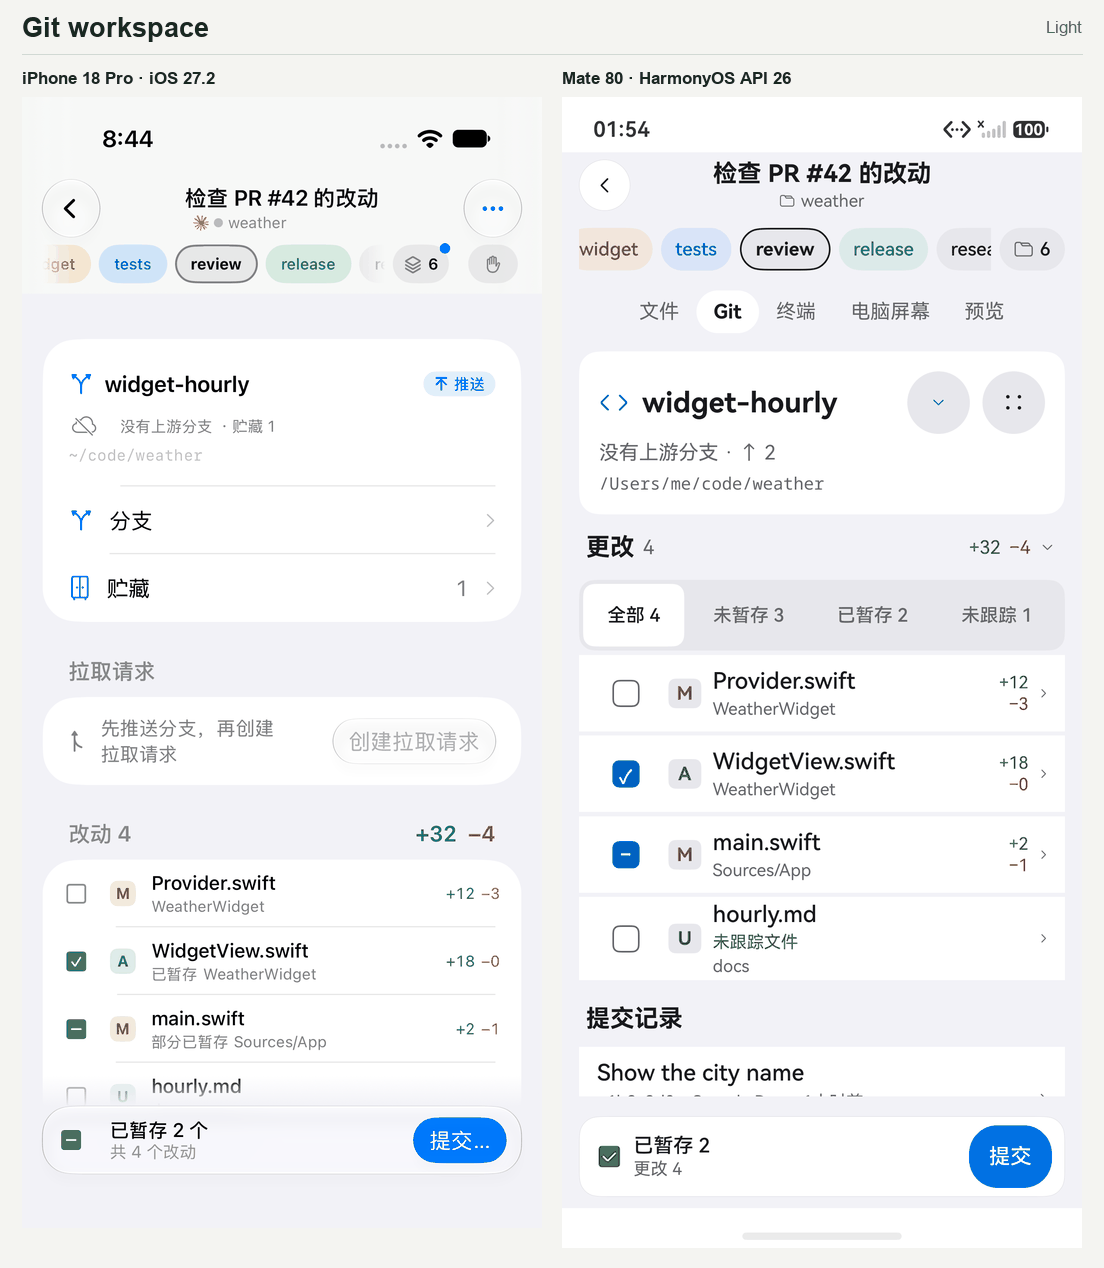 Git workspace
Light
iPhone 18 Pro · iOS 27.2
8:44
检查 PR #42 的改动
weather
dget
tests
review
release
6
widget-hourly
推送
没有上游分支 · 贮藏 1
~/code/weather
分支
贮藏
1
拉取请求
先推送分支，再创建
拉取请求
创建拉取请求
改动 4
+32 −4
M
Provider.swift
WeatherWidget
+12 −3
A
WidgetView.swift
已暂存 WeatherWidget
+18 −0
M
main.swift
部分已暂存 Sources/App
+2 −1
U
hourly.md
已暂存 2 个
共 4 个改动
提交...
Mate 80 · HarmonyOS API 26
01:54
100
检查 PR #42 的改动
weather
widget
tests
review
release
resea
6
文件
Git
终端
电脑屏幕
预览
widget-hourly
没有上游分支 · ↑ 2
/Users/me/code/weather
更改 4
+32 −4
全部 4
未暂存 3
已暂存 2
未跟踪 1
M
Provider.swift
WeatherWidget
+12
−3
A
WidgetView.swift
WeatherWidget
+18
−0
M
main.swift
Sources/App
+2
−1
U
hourly.md
未跟踪文件
docs
提交记录
Show the city name
已暂存 2
更改 4
提交